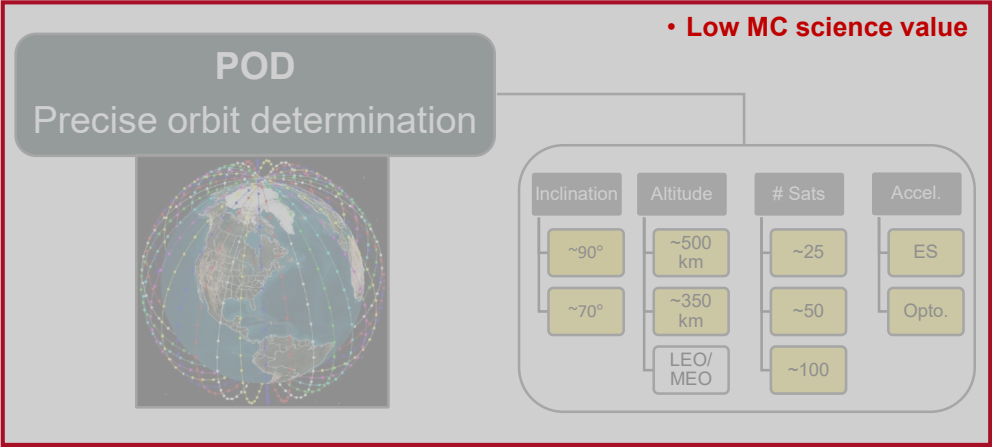 • Low MC science value
POD
Precise orbit determination
Inclination
~90°
~70°
Altitude
~500
km
~350
km
LEO/
MEO
# Sats
~25
~50
~100
Accel.
ES
Opto.